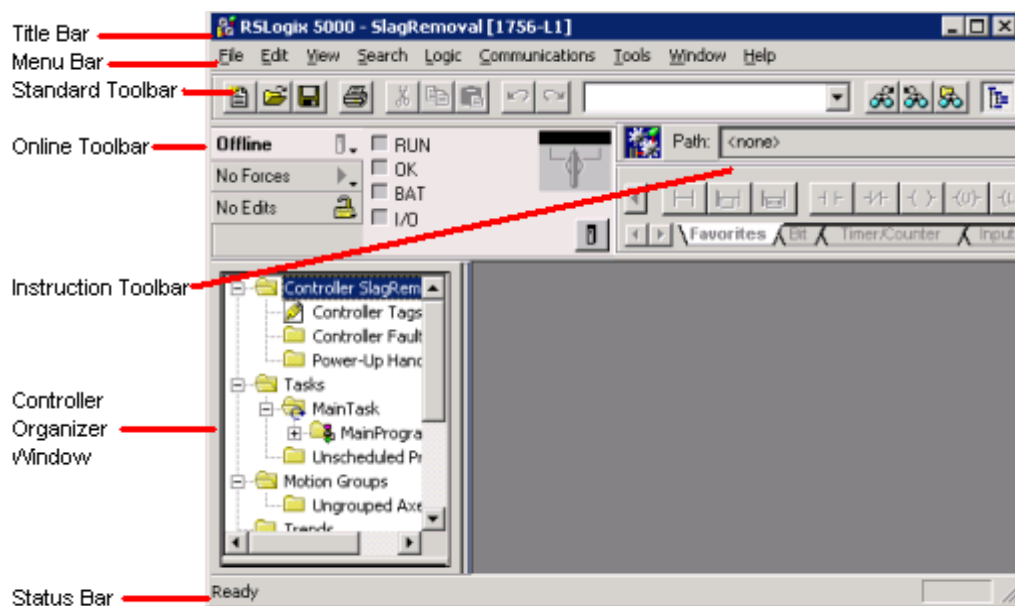 Title Bar
RSLogix 5000 - SlagRemoval [1756-L1]
Menu Bar
File Edit View Search Logic Communications Tools Window Help
Standard Toolbar
Online Toolbar
Offline
RUN
Path: <none>
No Forces
OK
BAT
No Edits
I/O
Favorites Bit Timer/Counter Input
Instruction Toolbar
Controller SlagRem
Controller Tags
Controller Fault
Power-Up Hand
Tasks
Controller
Organizer
Window
MainTask
MainProgra
Unscheduled Pr
Motion Groups
Ungrouped Axe
Trends
Status Bar
Ready